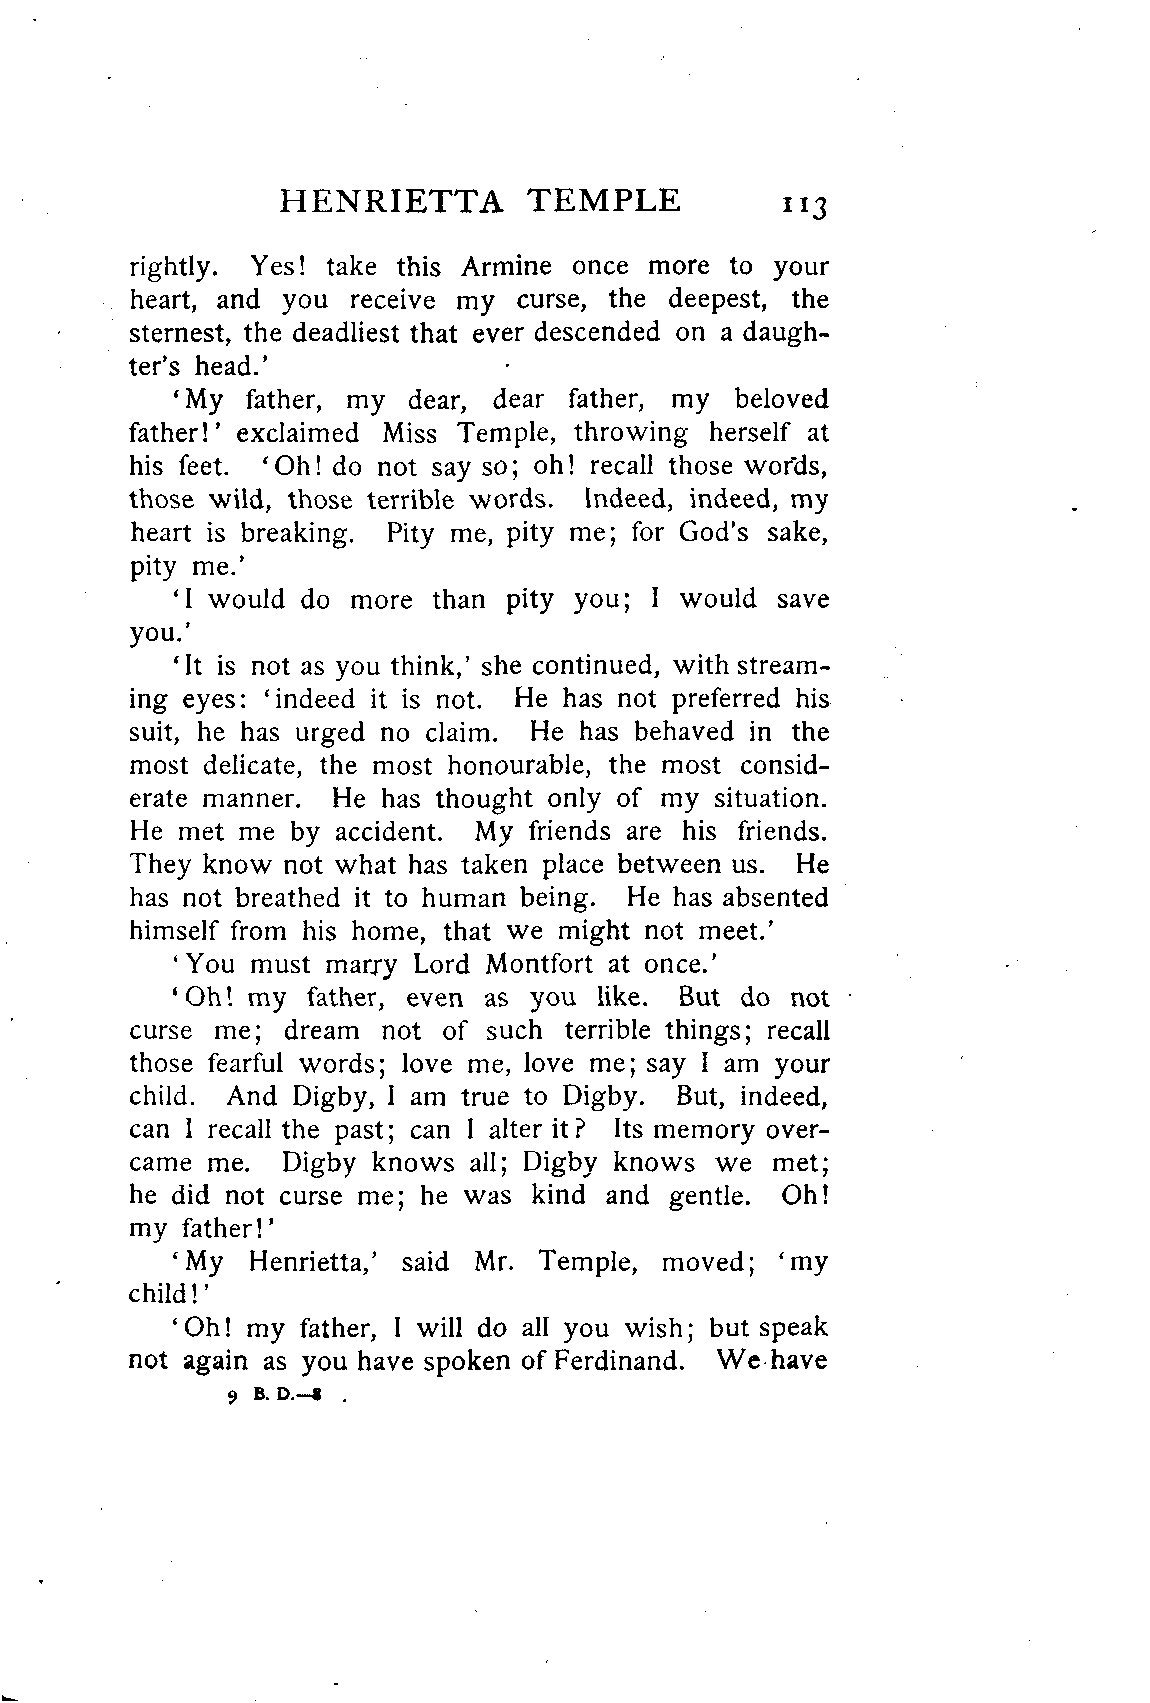 HENRIETTA TEMPLE 113
rightly. Yes! take this Armine once more to your
heart, and you receive my curse, the deepest, the
sternest, the deadliest that ever descended on a daugh-
ter's head.'
'My father, my dear, dear father, my beloved
father!' exclaimed Miss Temple, throwing herself at
his feet. 'Oh! do not say so; oh! recall those words,
those wild, those terrible words. Indeed, indeed, my
heart is breaking. Pity me, pity me; for God's sake,
pity me.'
'I would do more than pity you; I would save
you.'
'It is not as you think,' she continued, with stream-
ing eyes: 'indeed it is not. He has not preferred his
suit, he has urged no claim. He has behaved in the
most delicate, the most honourable, the most consid-
erate manner. He has thought only of my situation.
He met me by accident. My friends are his friends.
They know not what has taken place between us. He
has not breathed it to human being. He has absented
himself from his home, that we might not meet.'
'You must marry Lord Montfort at once.'
'Oh! my father, even as you like. But do not
curse me; dream not of such terrible things; recall
those fearful words; love me, love me; say I am your
child. And Digby, I am true to Digby. But, indeed,
can I recall the past; can I alter it? Its memory over-
came me. Digby knows all; Digby knows we met;
he did not curse me; he was kind and gentle. Oh!
my father!'
'My Henrietta,' said Mr. Temple, moved; 'my
child!'
'Oh! my father, I will do all you wish; but speak
not again as you have spoken of Ferdinand. We have
9 B. D.—8